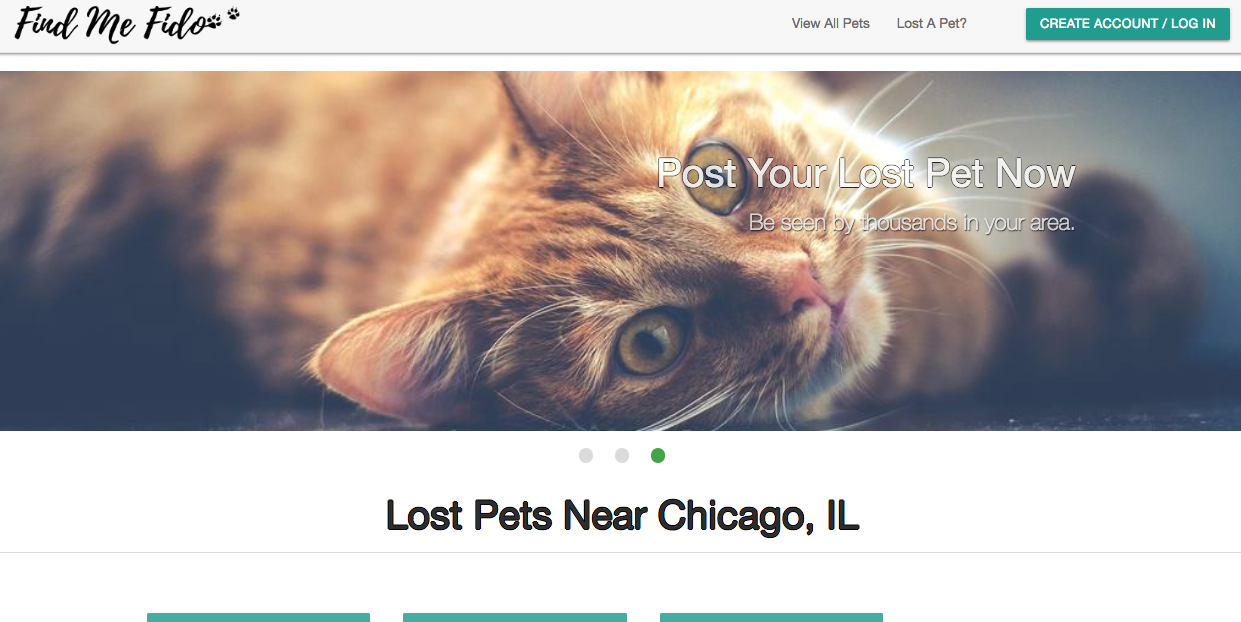 Find Me Fido
View All Pets
Lost A Pet?
CREATE ACCOUNT / LOG IN
Post Your Lost Pet Now
Be seen by thousands in your area.
Lost Pets Near Chicago, IL